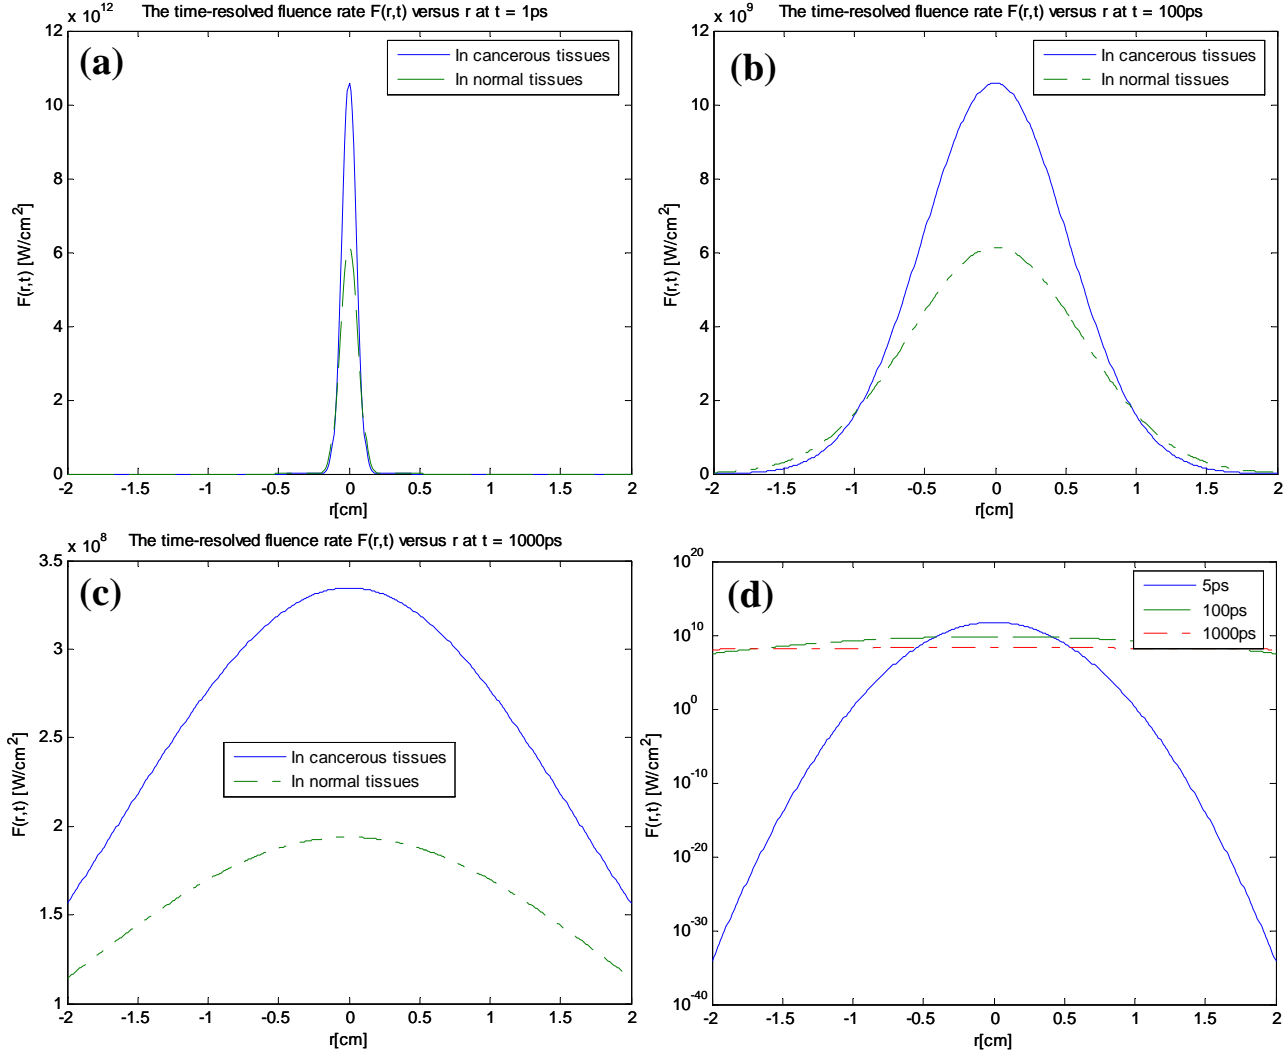 The time-resolved fluence rate F(r,t) versus r at t = 1ps
x 10^12
(a)
In cancerous tissues
In normal tissues
12
10
8
6
4
2
0
F(r,t) [W/cm^2]
-2 -1.5 -1 -0.5 0 0.5 1 1.5 2
r[cm]
The time-resolved fluence rate F(r,t) versus r at t = 100ps
x 10^9
(b)
In cancerous tissues
In normal tissues
12
10
8
6
4
2
0
F(r,t) [W/cm^2]
-2 -1.5 -1 -0.5 0 0.5 1 1.5 2
r[cm]
The time-resolved fluence rate F(r,t) versus r at t = 1000ps
x 10^8
(c)
In cancerous tissues
In normal tissues
3.5
3
2.5
2
1.5
1
F(r,t) [W/cm^2]
-2 -1.5 -1 -0.5 0 0.5 1 1.5 2
r[cm]
(d)
5ps
100ps
1000ps
10^20
10^10
10^0
10^-10
10^-20
10^-30
10^-40
F(r,t) [W/cm^2]
-2 -1.5 -1 -0.5 0 0.5 1 1.5 2
r[cm]